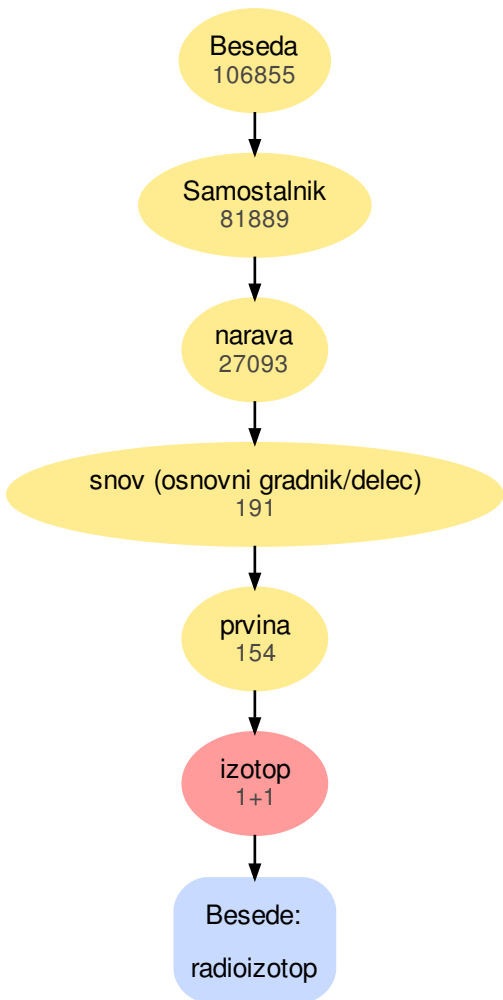 Beseda
106855
Samostalnik
81889
narava
27093
snov (osnovni gradnik/delec)
191
prvina
154
izotop
1+1
Besede:
radioizotop